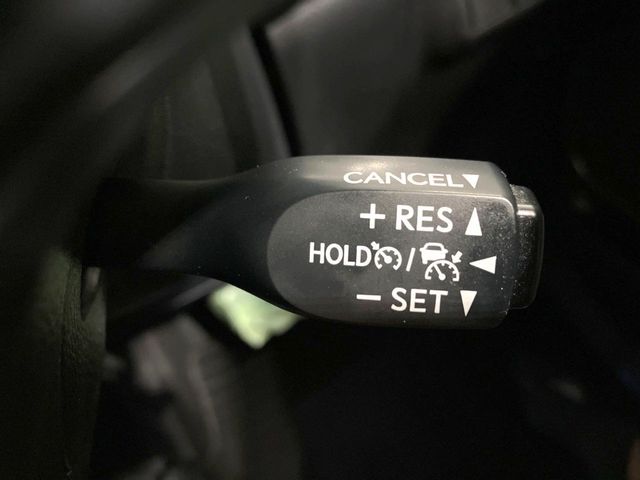 CANCEL▼
+ RES ▲
HOLD / ◀
− SET ▼